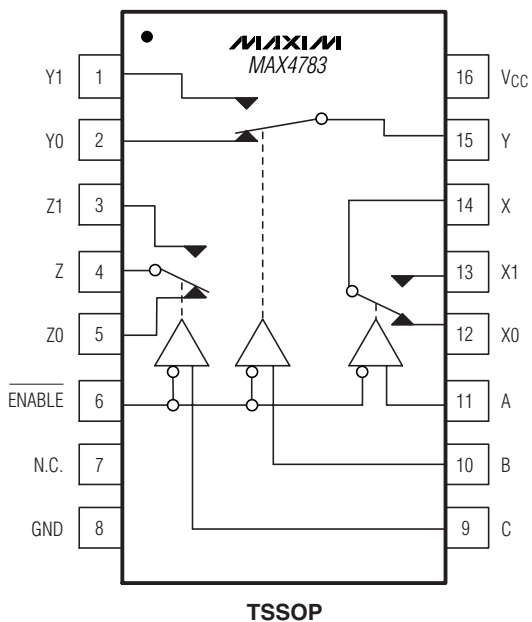 MAXIM
MAX4783
Y1 1
Y0 2
Z1 3
Z 4
Z0 5
ENABLE 6
N.C. 7
GND 8
16 VCC
15 Y
14 X
13 X1
12 X0
11 A
10 B
9 C
TSSOP